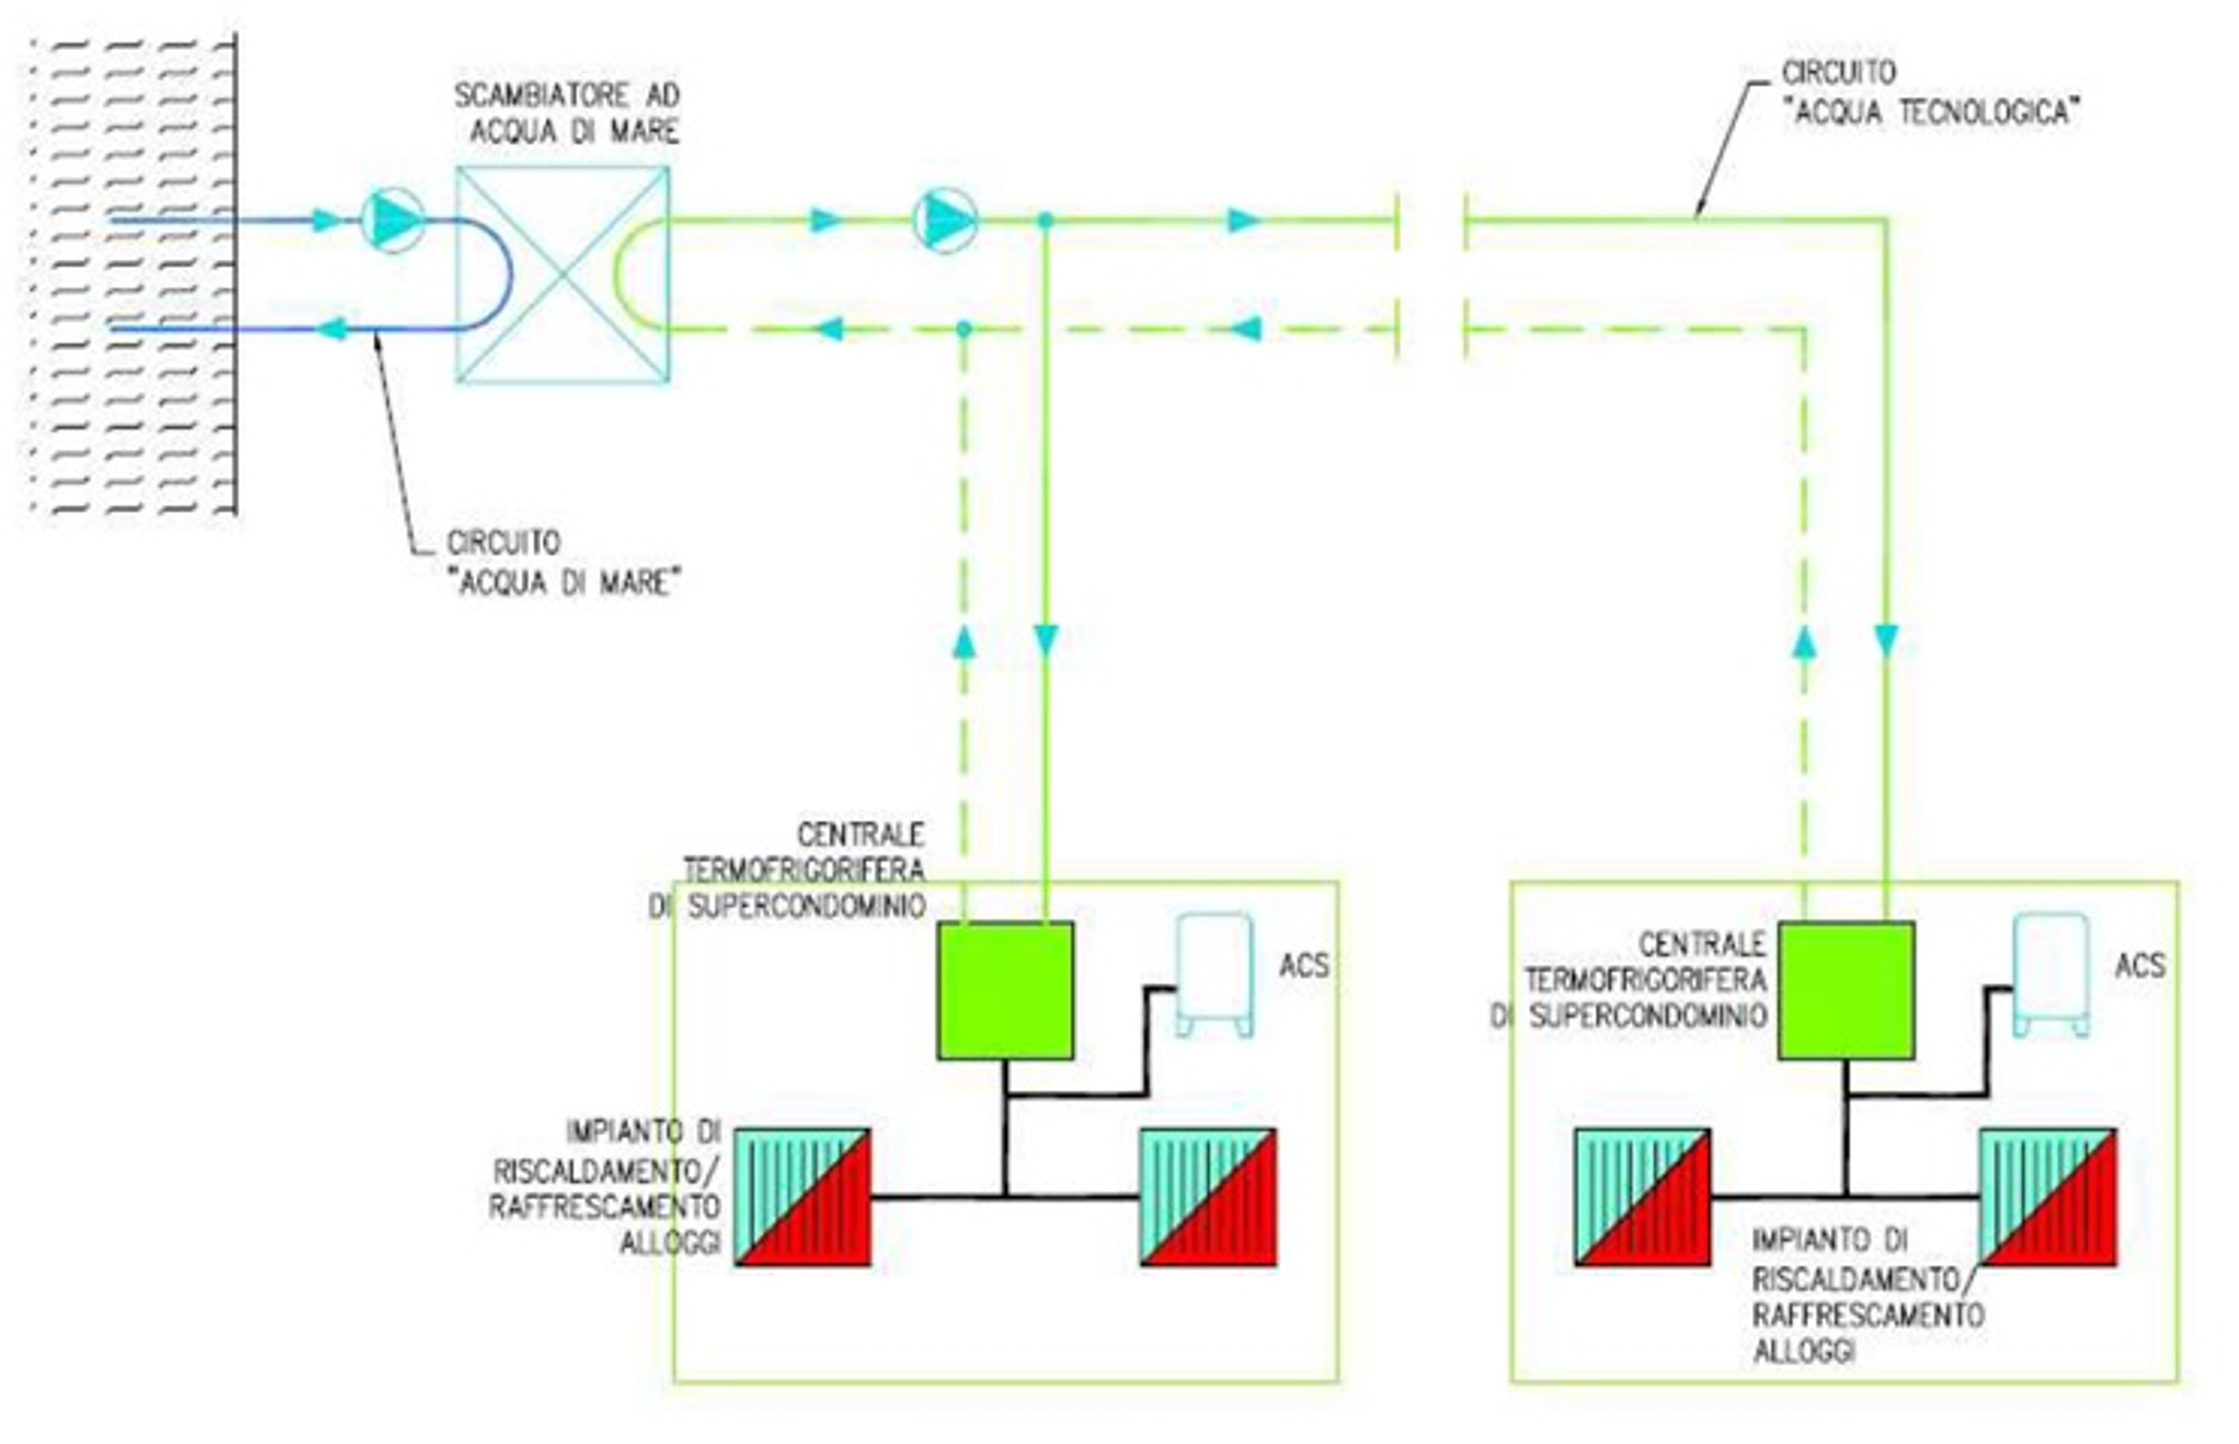 SCAMBIATORE AD
ACQUA DI MARE
CIRCUITO
"ACQUA TECNOLOGICA"
CIRCUITO
"ACQUA DI MARE"
CENTRALE
TERMOFRIGORIFERA
DI SUPERCONDOMINIO
ACS
IMPIANTO DI
RISCALDAMENTO/
RAFFRESCAMENTO
ALLOGGI
CENTRALE
TERMOFRIGORIFERA
DI SUPERCONDOMINIO
ACS
IMPIANTO DI
RISCALDAMENTO/
RAFFRESCAMENTO
ALLOGGI